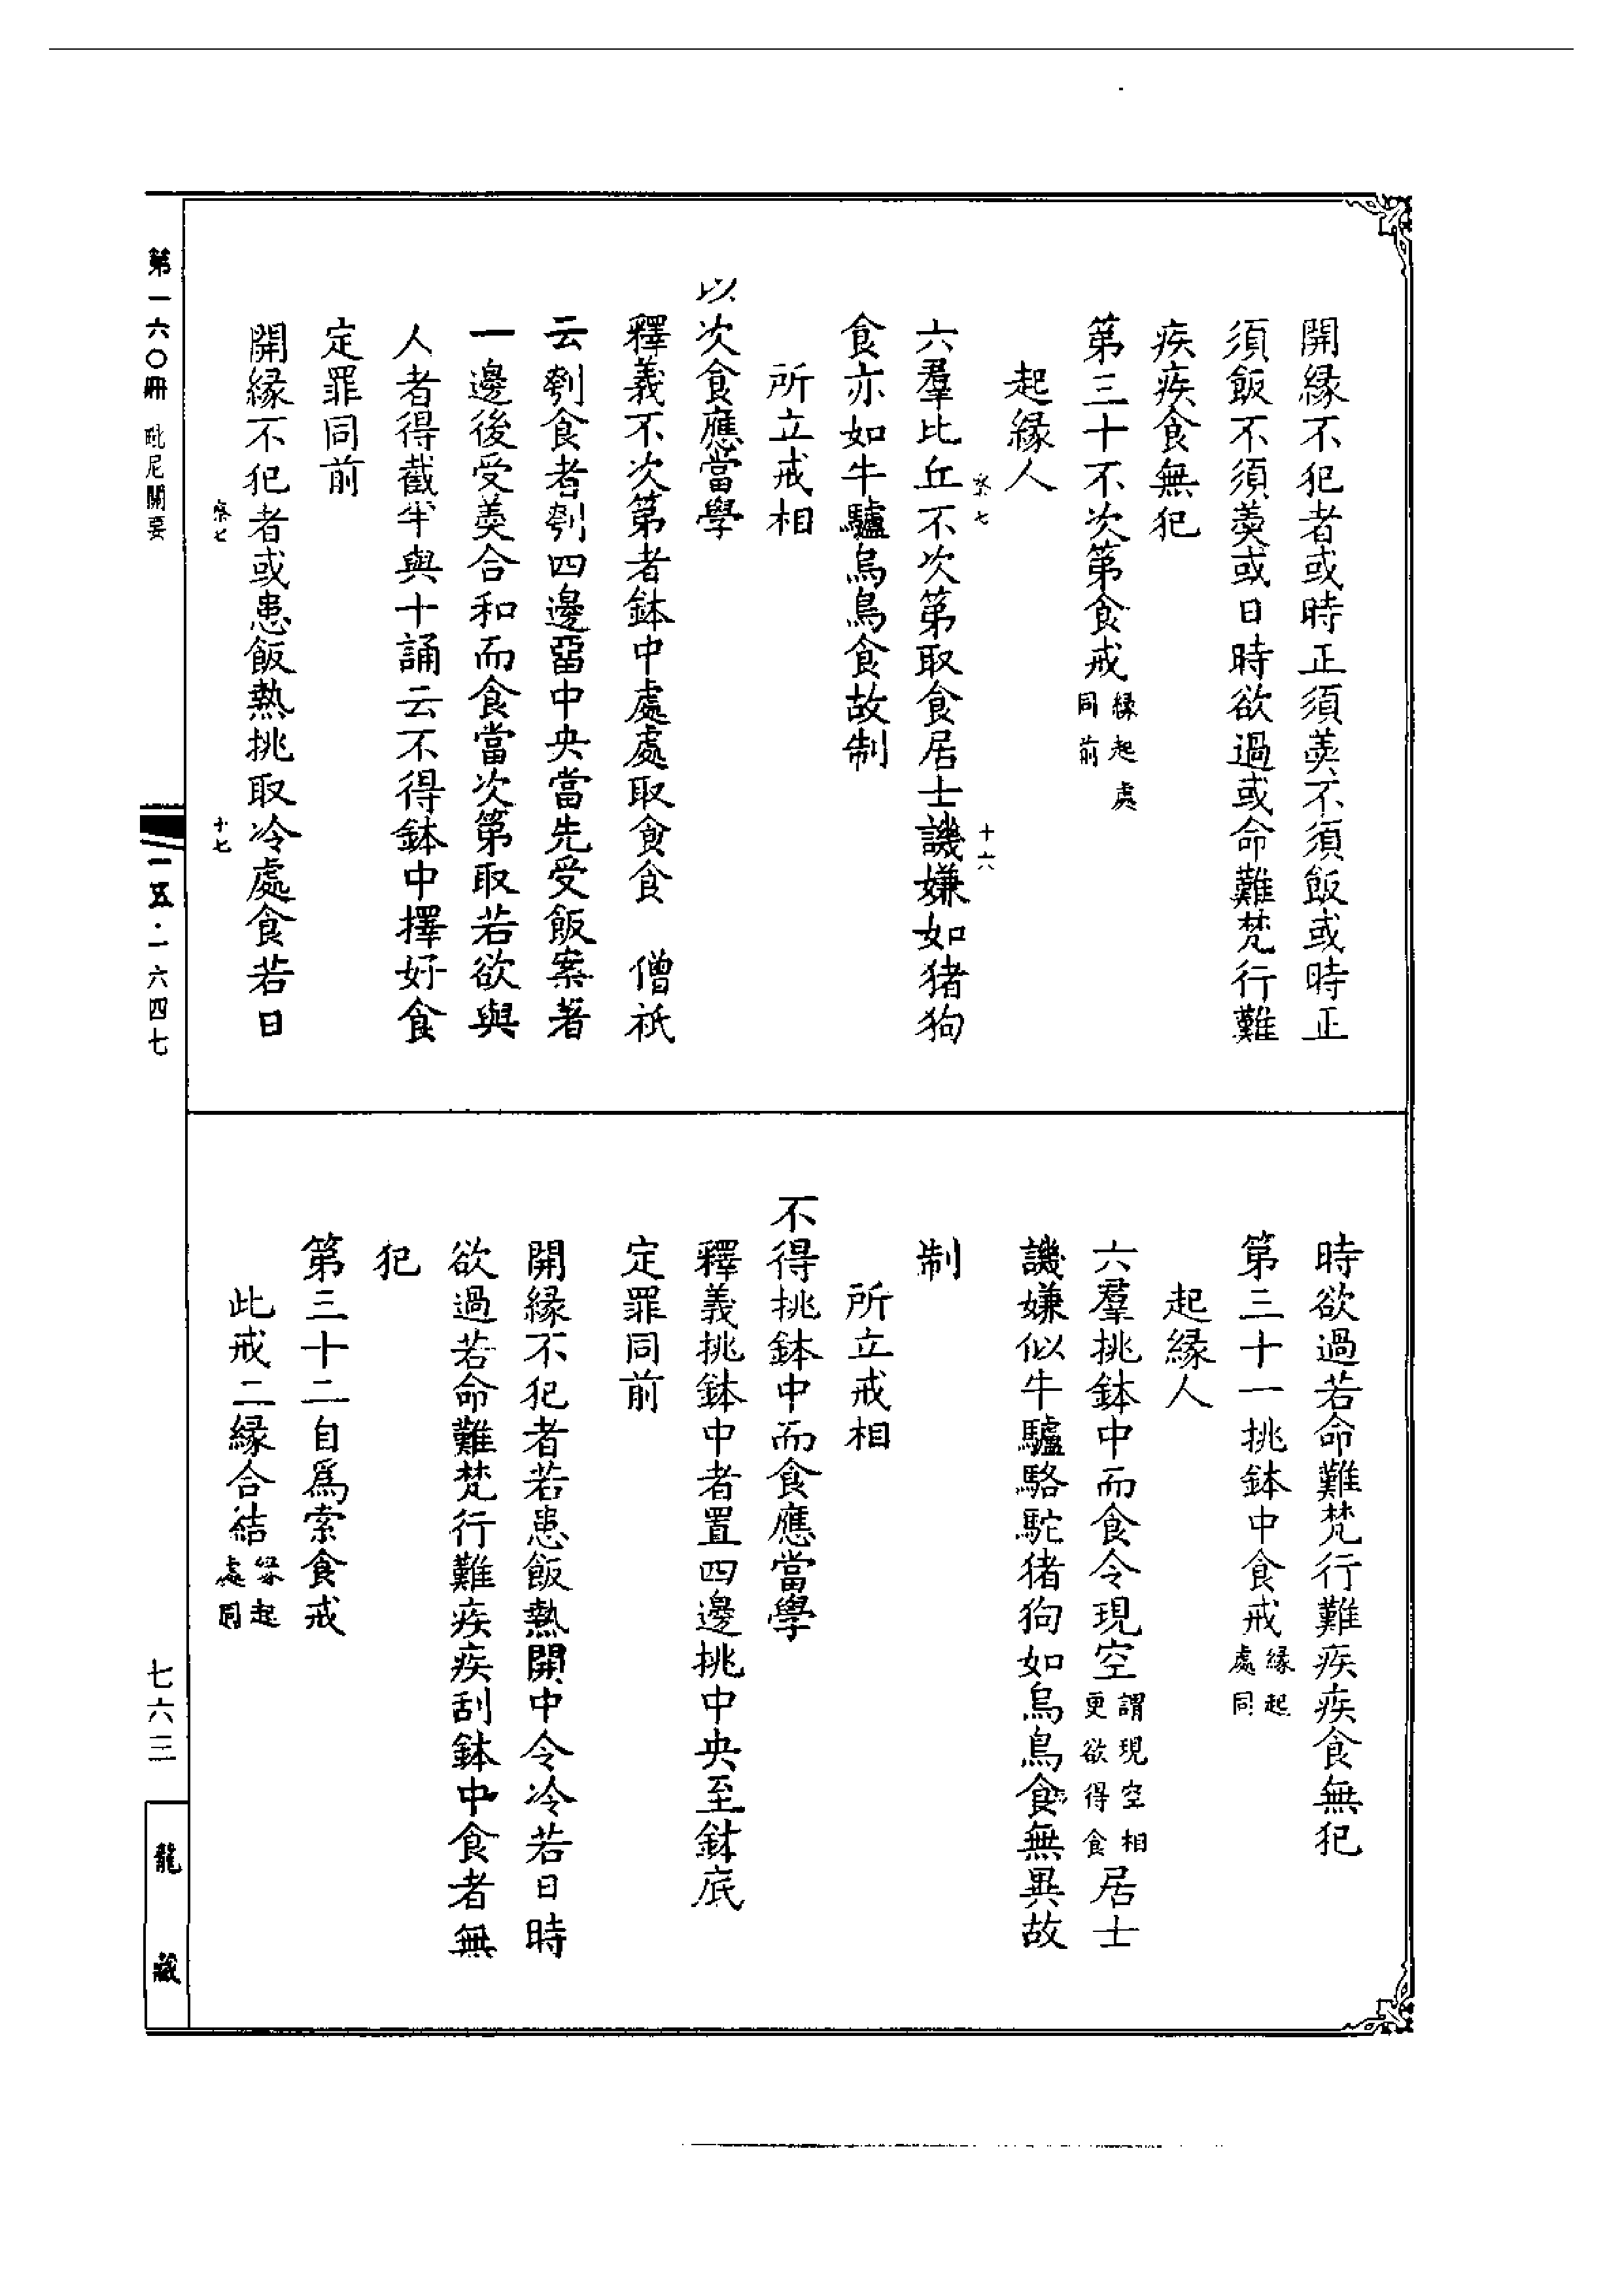 開緣不犯者或時正須羮不須飯或時正
須飯不須羮或日時欲過或命難梵行難
疾疾食無犯
第三十不次第食戒緣起處同前
起緣人
六羣比丘不次第取食居士譏嫌如猪狗
食亦如牛驢烏鳥食故制
所立戒相
以次食應當學
釋義不次第者鉢中處處取食食　僧祇
云刳食者刳四邊留中央當先受飯案著
一邊後受羮合和而食當次第取若欲與
人者得截半與十誦云不得鉢中擇好食
定罪同前
開緣不犯者或患飯熱挑取冷處食若日
時欲過若命難梵行難疾疾食無犯
第三十一挑鉢中食戒緣起處同
起緣人
六羣挑鉢中而食令現空謂現空相更欲得食居士
譏嫌似牛驢駱駝猪狗如烏鳥食無異故
制
所立戒相
不得挑鉢中而食應當學
釋義挑鉢中者置四邊挑中央至鉢底
定罪同前
開緣不犯者若患飯熱開中令冷若日時
欲過若命難梵行難疾疾刮鉢中食者無
犯
第三十二自爲索食戒
此戒二緣合結緣起處同
十六
十七
第一六〇冊　毗尼關要
一五·一六四七
七六三
龍藏